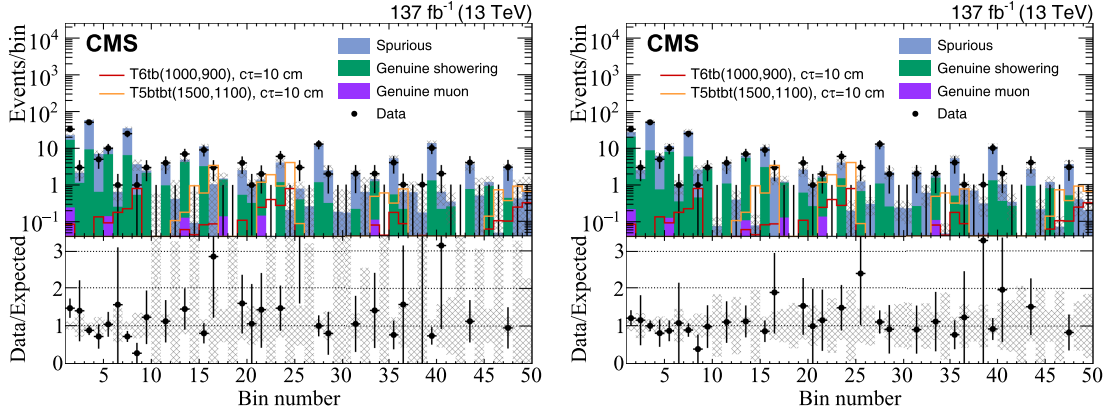 137 fb⁻¹ (13 TeV)
CMS
Spurious
Genuine showering
Genuine muon
Data
T6tb(1000,900), cτ=10 cm
T5btbt(1500,1100), cτ=10 cm
Events/bin
10⁴
10³
10²
10
1
10⁻¹
Data/Expected
3
2
1
0
5 10 15 20 25 30 35 40 45 50
Bin number
137 fb⁻¹ (13 TeV)
CMS
Spurious
Genuine showering
Genuine muon
Data
T6tb(1000,900), cτ=10 cm
T5btbt(1500,1100), cτ=10 cm
Events/bin
10⁴
10³
10²
10
1
10⁻¹
Data/Expected
3
2
1
0
5 10 15 20 25 30 35 40 45 50
Bin number